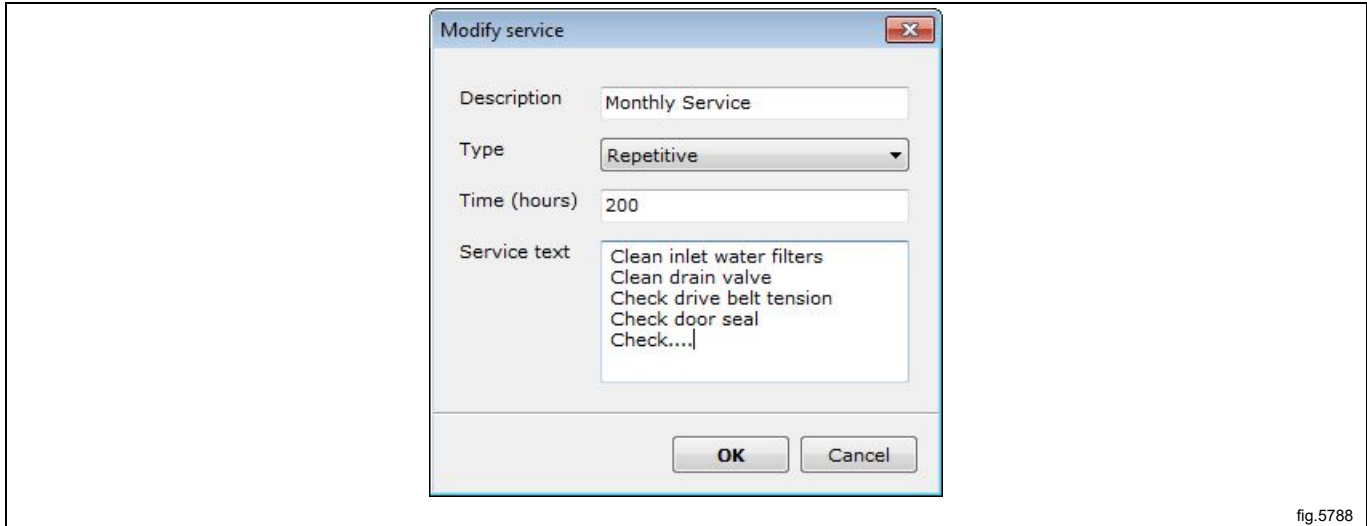 Modify service
Description
Monthly Service
Type
Repetitive
Time (hours)
200
Service text
Clean inlet water filters
Clean drain valve
Check drive belt tension
Check door seal
Check....
OK
Cancel
fig.5788